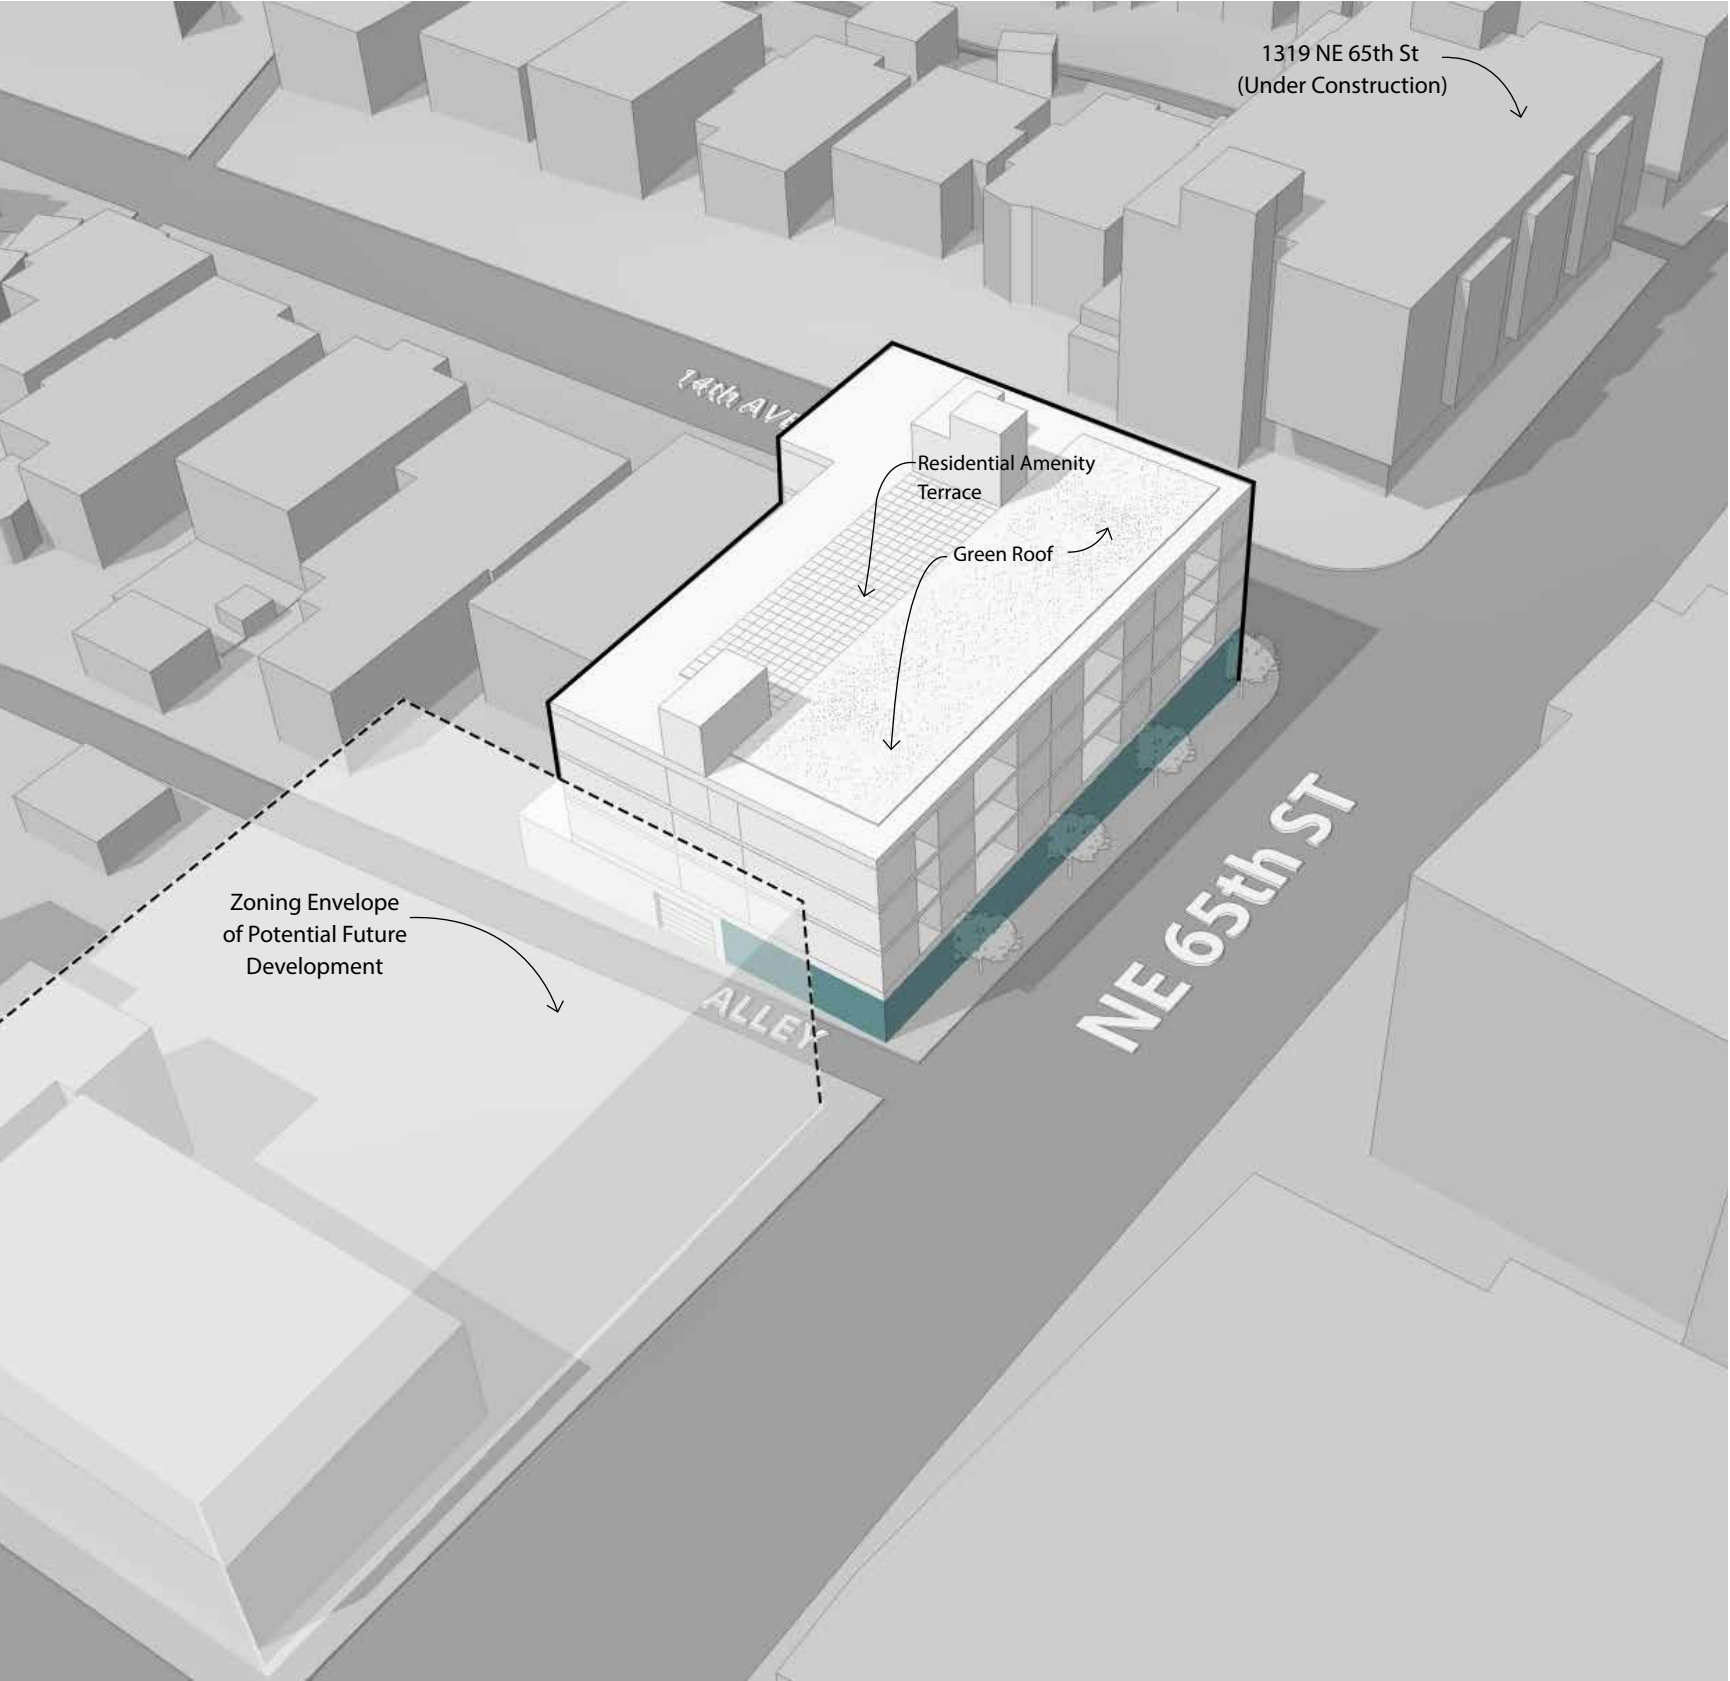 1319 NE 65th St
(Under Construction)
14th AVE
Residential Amenity
Terrace
Green Roof
NE 65th ST
Zoning Envelope
of Potential Future
Development
ALLEY